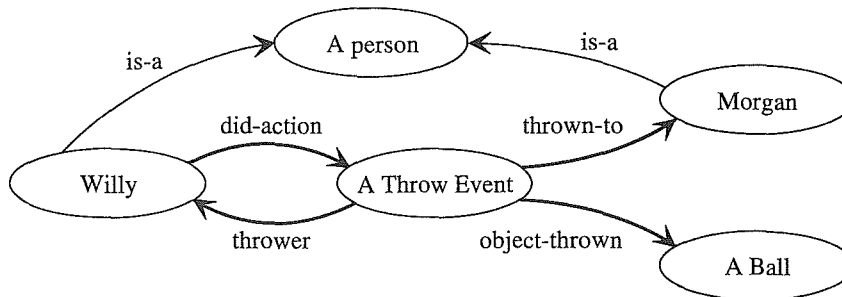 A person
is-a
is-a
Morgan
did-action
thrown-to
Willy
A Throw Event
thrower
object-thrown
A Ball